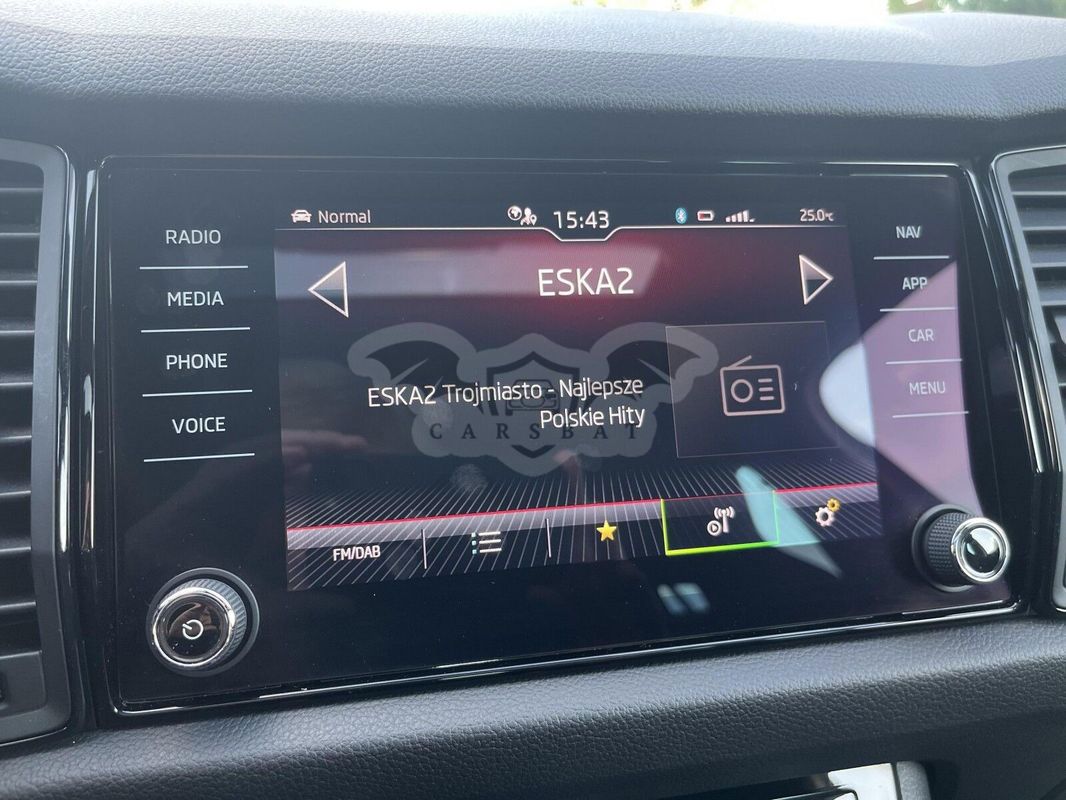 Normal
15:43
25.0°C
RADIO
MEDIA
PHONE
VOICE
NAV
APP
CAR
MENU
ESKA2
ESKA2 Trojmiasto - Najlepsze
Polskie Hity
CARSBAT
FM/DAB